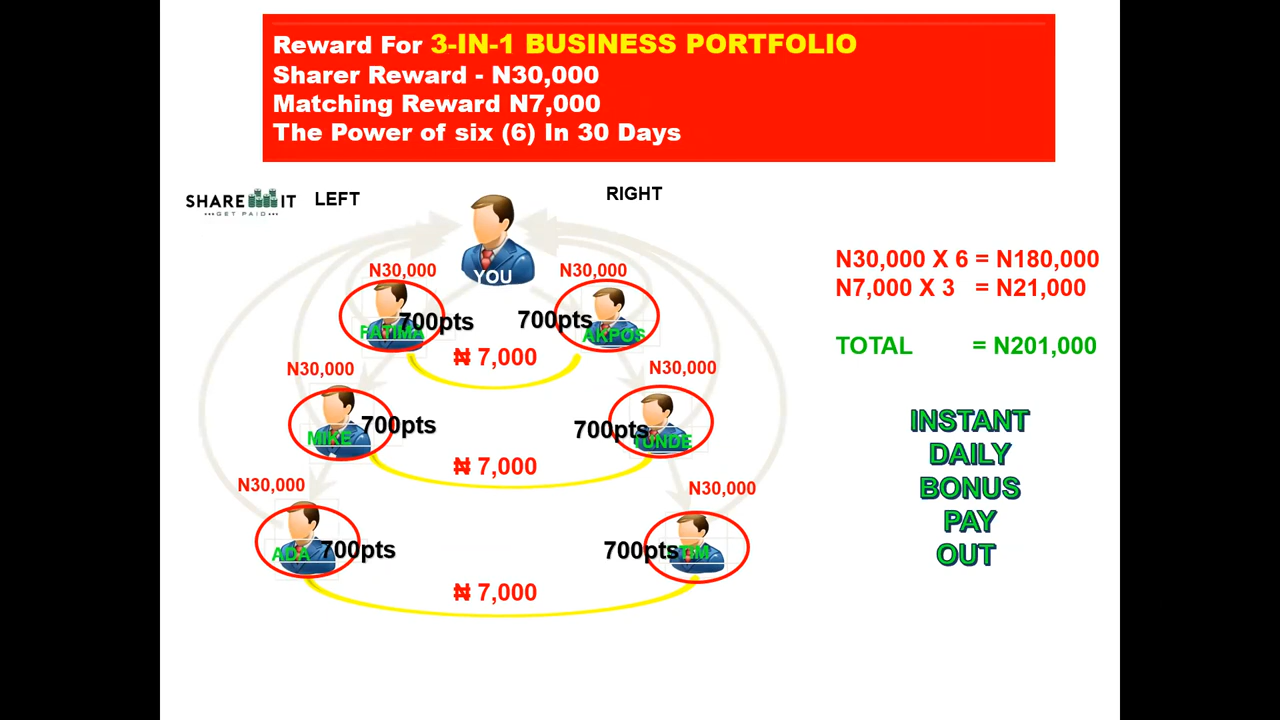 Reward For 3-IN-1 BUSINESS PORTFOLIO
Sharer Reward - N30,000
Matching Reward N7,000
The Power of six (6) In 30 Days
SHARE IT
GET PAID
LEFT
RIGHT
YOU
N30,000
N30,000
FATIMA
700pts
700pts
AKPOS
₦ 7,000
N30,000
N30,000
MIKE
700pts
700pts
TUNDE
₦ 7,000
N30,000
N30,000
ADA
700pts
700pts
TIM
₦ 7,000
N30,000 X 6 = N180,000
N7,000 X 3 = N21,000
TOTAL = N201,000
INSTANT
DAILY
BONUS
PAY
OUT